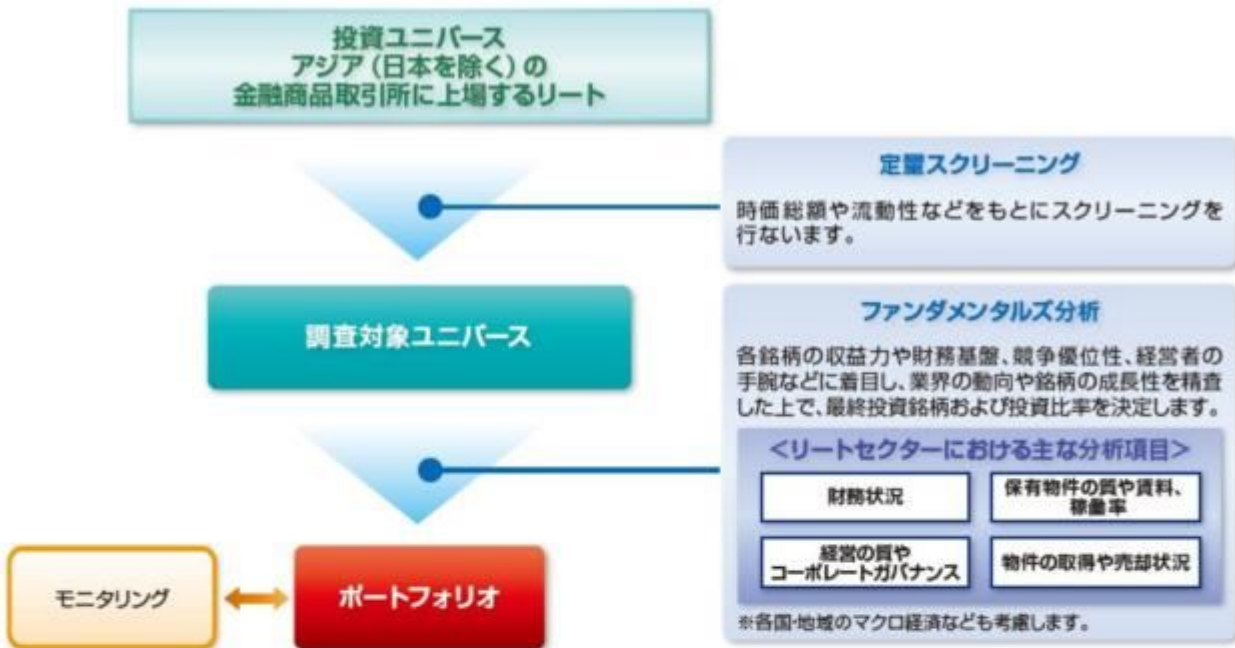 投資ユニバース
アジア（日本を除く）の
金融商品取引所に上場するリート
定量スクリーニング
時価総額や流動性などをもとにスクリーニングを
行ないます。
調査対象ユニバース
ファンダメンタルズ分析
各銘柄の収益力や財務基盤、競争優位性、経営者の
手腕などに着目し、業界の動向や銘柄の成長性を精査
した上で、最終投資銘柄および投資比率を決定します。
＜リートセクターにおける主な分析項目＞
財務状況
保有物件の質や賃料、
稼働率
経営の質や
コーポレートガバナンス
物件の取得や売却状況
※各国・地域のマクロ経済なども考慮します。
モニタリング
ポートフォリオ